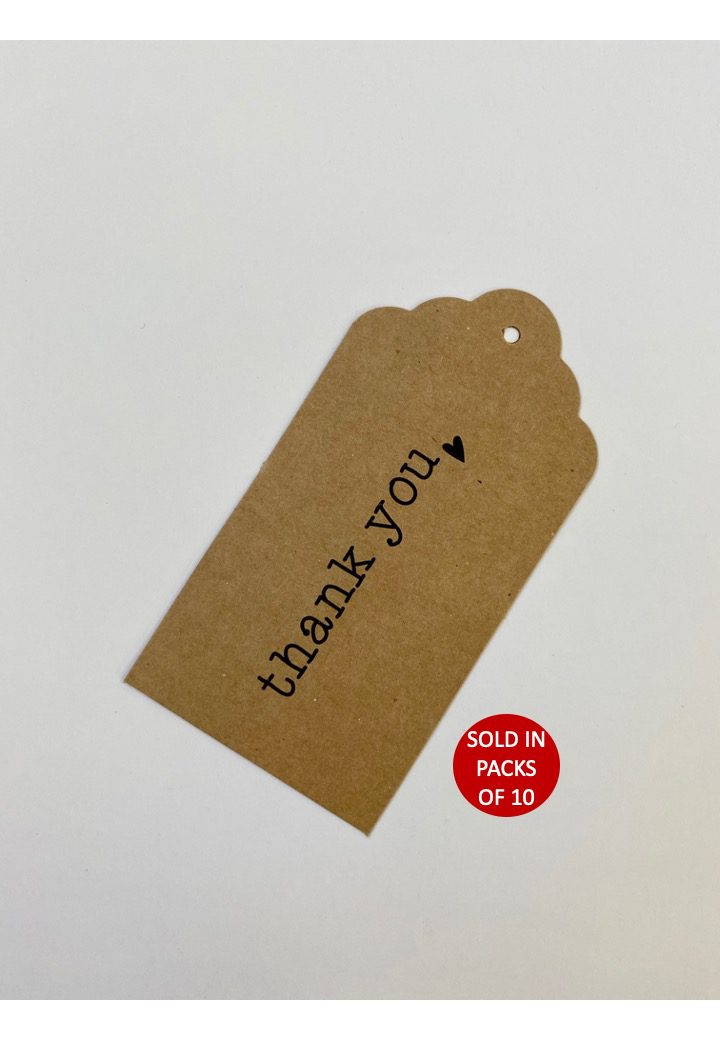 thank you
SOLD IN
PACKS
OF 10